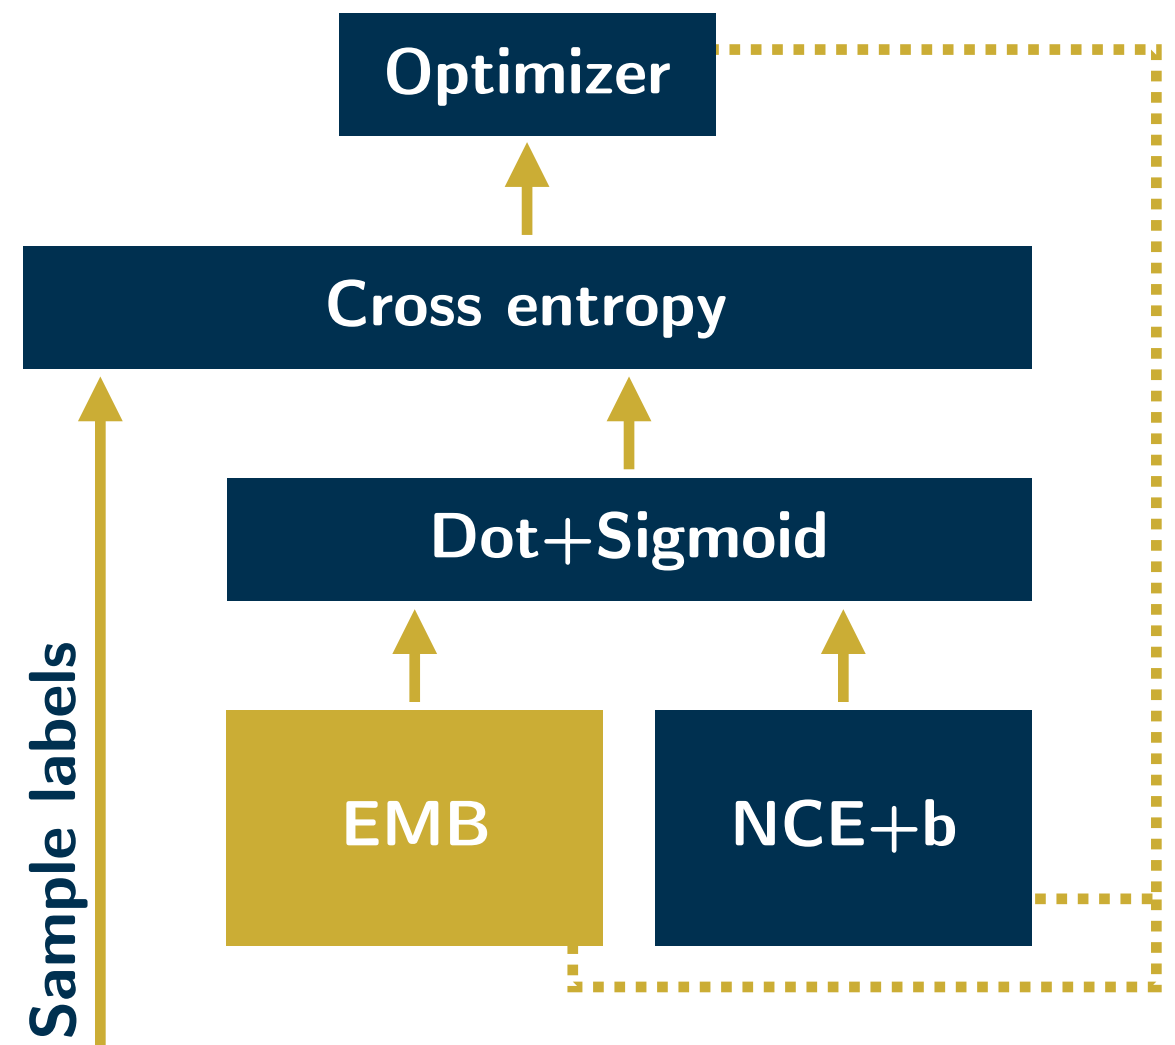 Optimizer
Cross entropy
Dot+Sigmoid
EMB
NCE+b
Sample labels